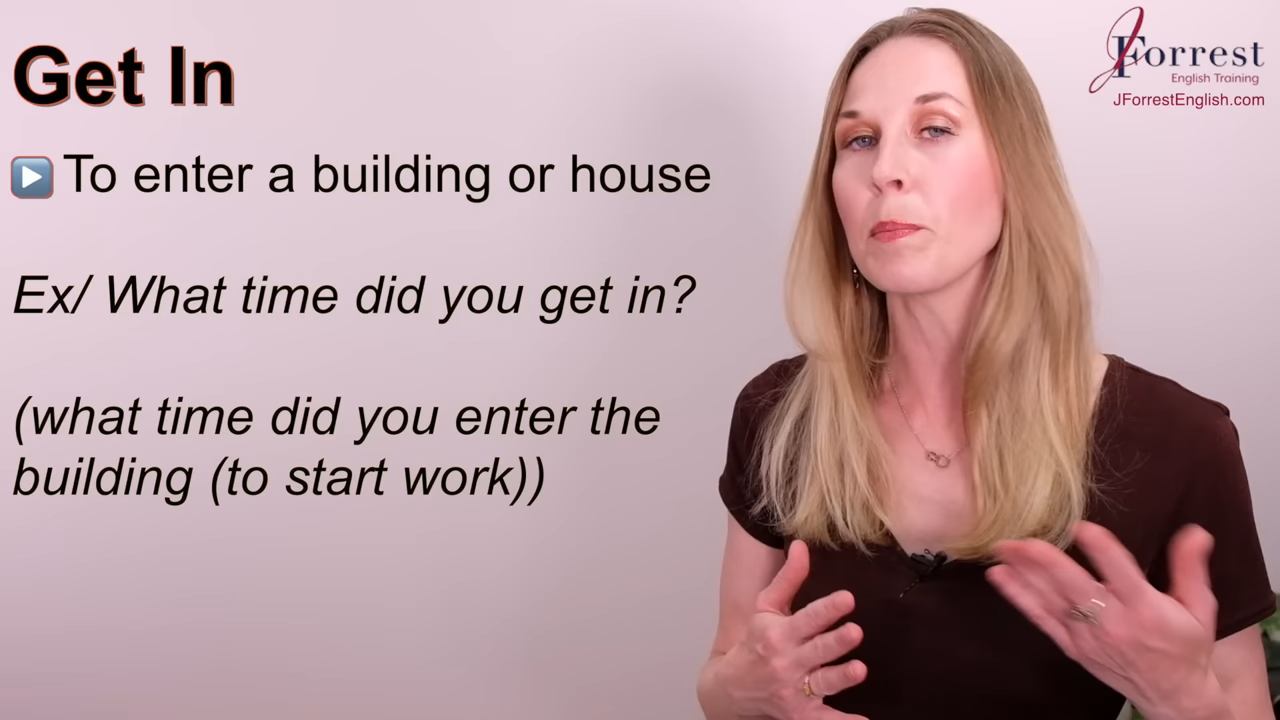 Get In
To enter a building or house
Ex/ What time did you get in?
(what time did you enter the
building (to start work))
JForrest
English Training
JForrestEnglish.com